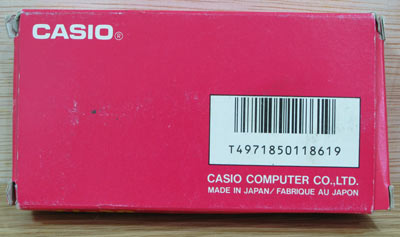 CASIO®
T4971850118619
CASIO COMPUTER CO.,LTD.
MADE IN JAPAN/FABRIQUE AU JAPON